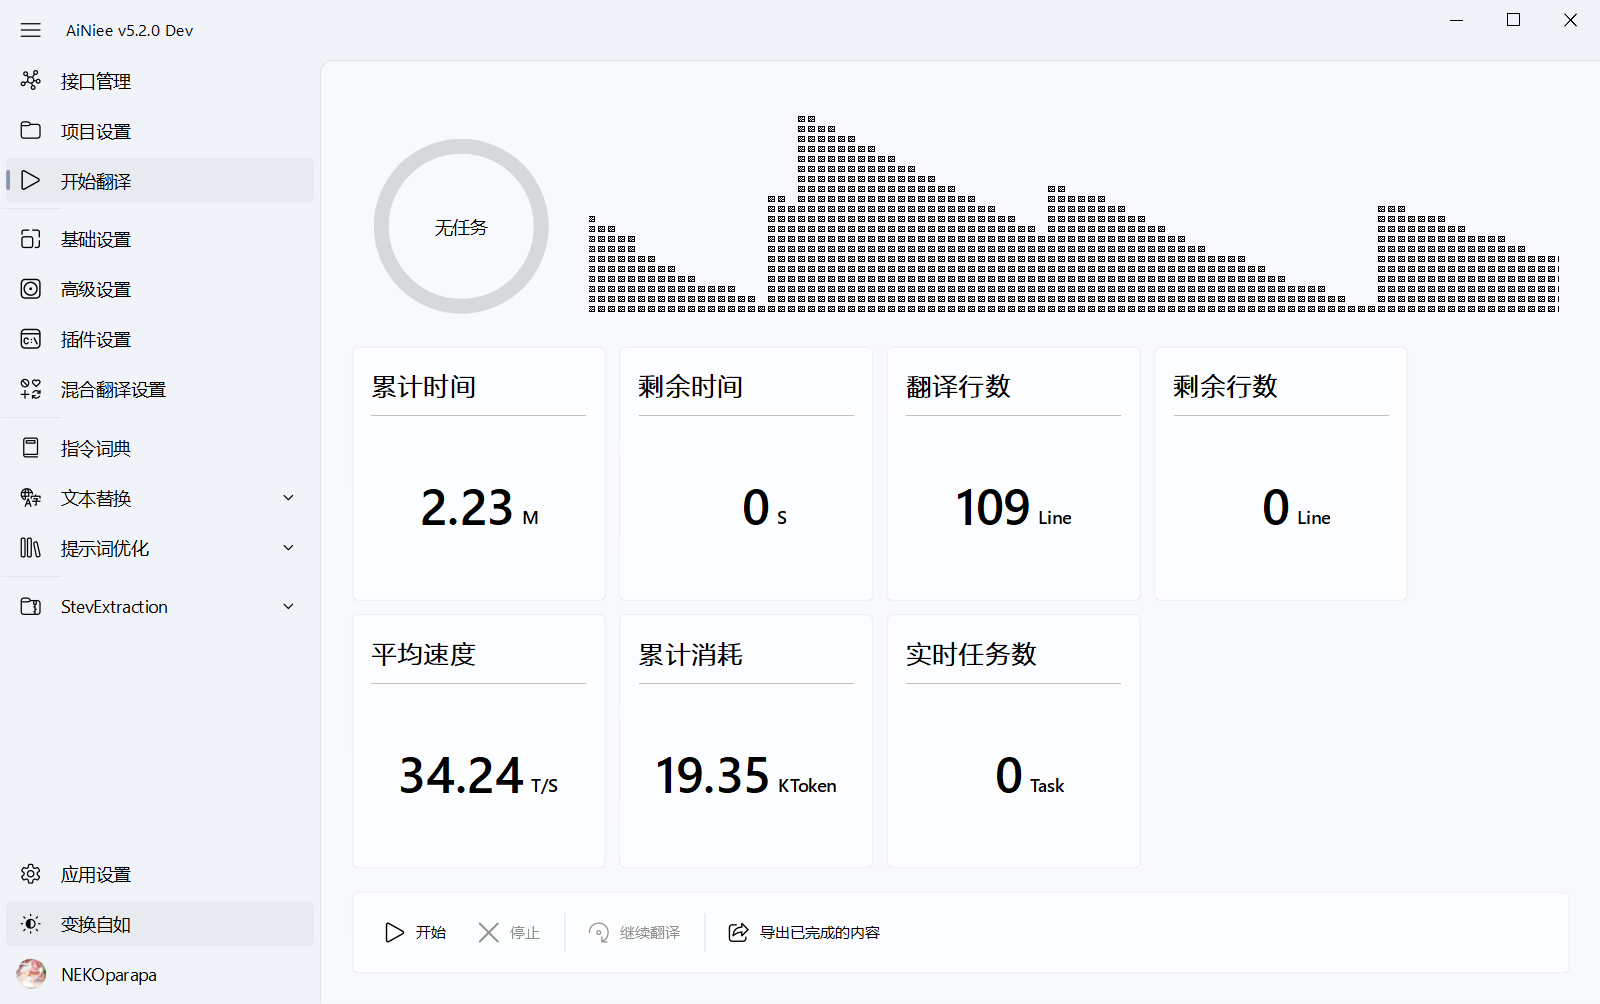 AiNiee v5.2.0 Dev
接口管理
项目设置
开始翻译
基础设置
高级设置
插件设置
混合翻译设置
指令词典
文本替换
提示词优化
StevExtraction
应用设置
变换自如
NEKOparapa
无任务
累计时间
2.23 M
剩余时间
0 S
翻译行数
109 Line
剩余行数
0 Line
平均速度
34.24 T/S
累计消耗
19.35 KToken
实时任务数
0 Task
开始
停止
继续翻译
导出已完成的内容